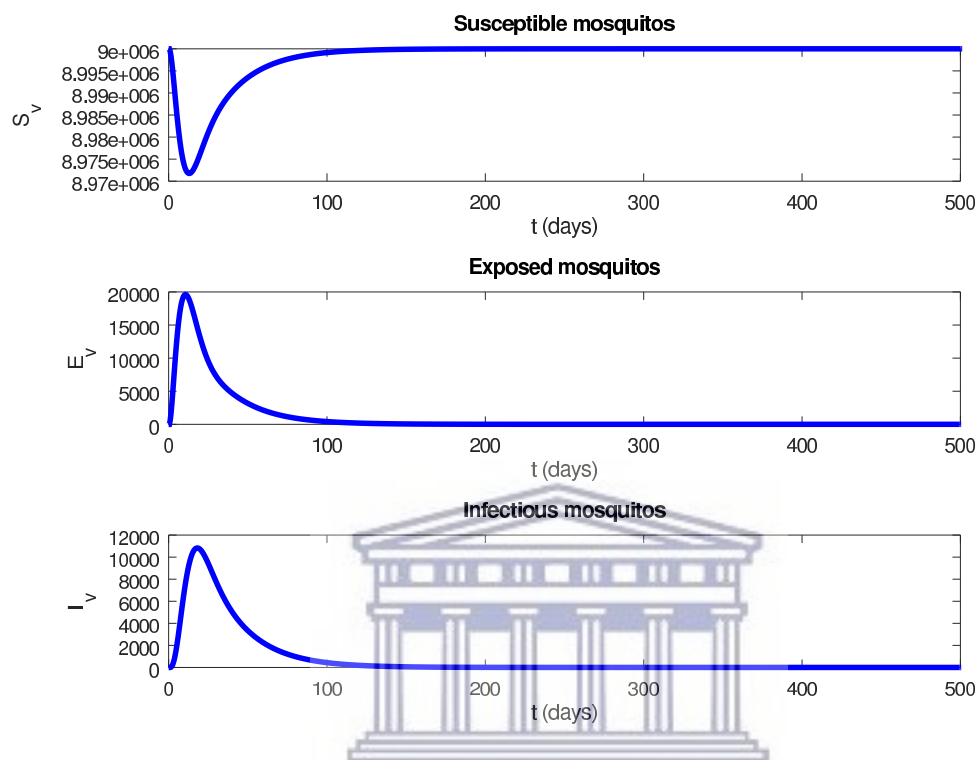 Susceptible mosquitos
9e+006
8.995e+006
8.99e+006
8.985e+006
8.98e+006
8.975e+006
8.97e+006
S_v
0 100 200 300 400 500
t (days)
Exposed mosquitos
20000
15000
10000
5000
0
E_v
0 100 200 300 400 500
t (days)
Infectious mosquitos
12000
10000
8000
6000
4000
2000
0
I_v
0 100 200 300 400 500
t (days)